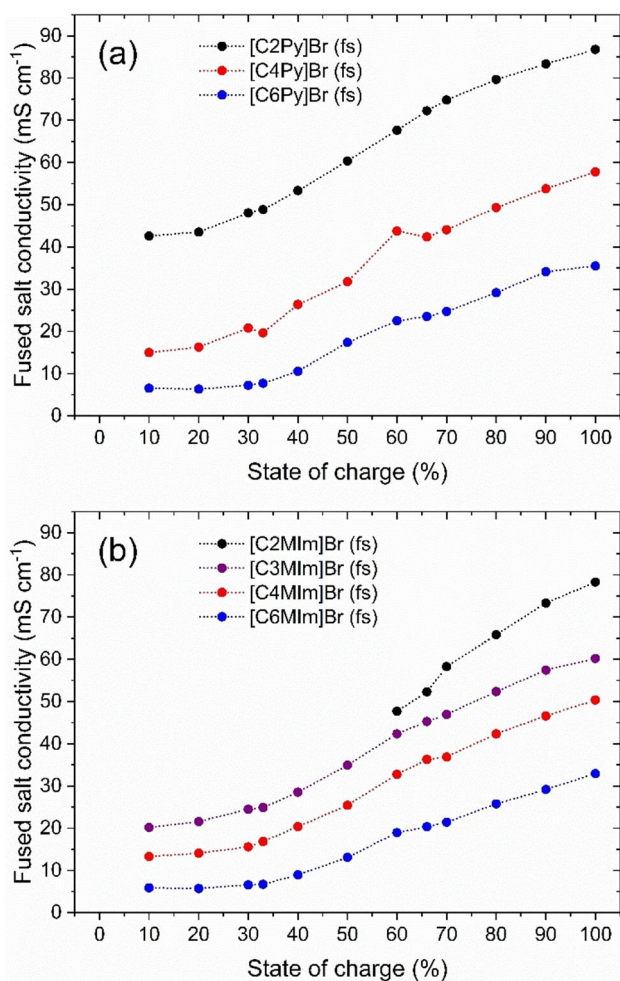 (a)
[C2Py]Br (fs)
[C4Py]Br (fs)
[C6Py]Br (fs)
Fused salt conductivity (mS cm⁻¹)
90
80
70
60
50
40
30
20
10
0
0 10 20 30 40 50 60 70 80 90 100
State of charge (%)
(b)
[C2MIm]Br (fs)
[C3MIm]Br (fs)
[C4MIm]Br (fs)
[C6MIm]Br (fs)
Fused salt conductivity (mS cm⁻¹)
90
80
70
60
50
40
30
20
10
0
0 10 20 30 40 50 60 70 80 90 100
State of charge (%)